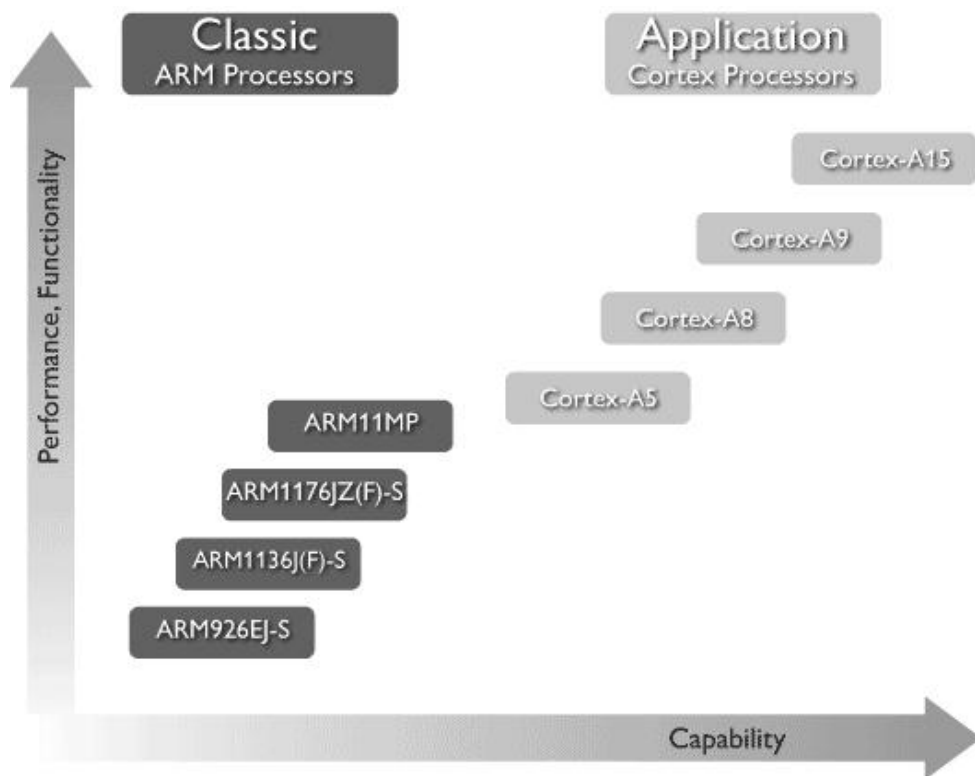 Classic
ARM Processors
Application
Cortex Processors
Cortex-A15
Cortex-A9
Cortex-A8
Cortex-A5
ARM11MP
ARM1176JZ(F)-S
ARM1136J(F)-S
ARM926EJ-S
Performance, Functionality
Capability